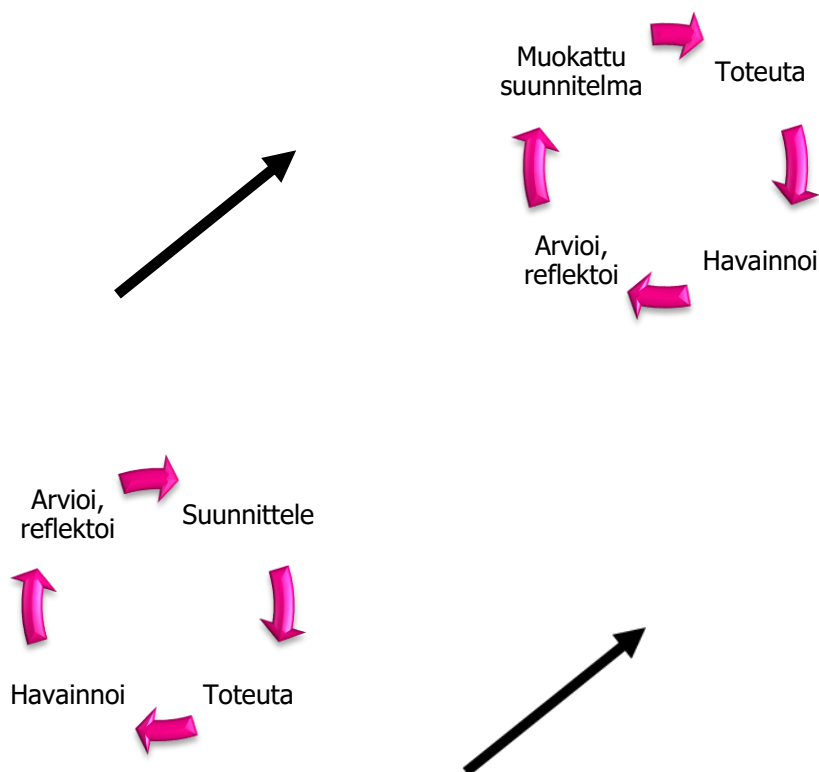 Muokattu
suunnitelma
Toteuta
Arvioi,
reflektoi
Havainnoi
Arvioi,
reflektoi
Suunnittele
Havainnoi
Toteuta